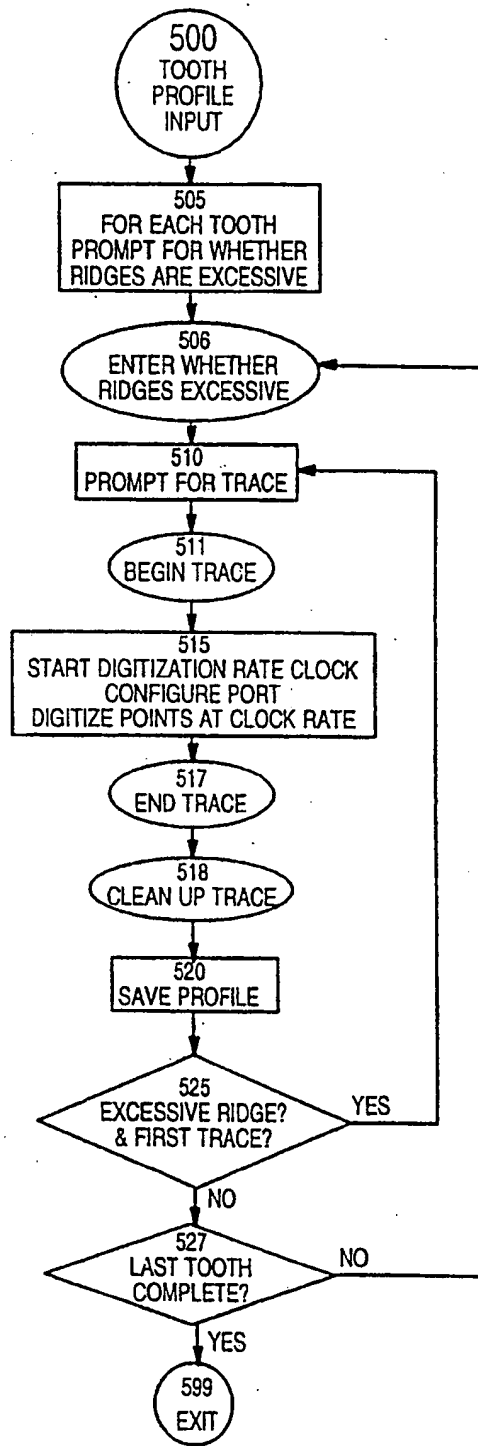 500
TOOTH
PROFILE
INPUT
505
FOR EACH TOOTH
PROMPT FOR WHETHER
RIDGES ARE EXCESSIVE
506
ENTER WHETHER
RIDGES EXCESSIVE
510
PROMPT FOR TRACE
511
BEGIN TRACE
515
START DIGITIZATION RATE CLOCK
CONFIGURE PORT
DIGITIZE POINTS AT CLOCK RATE
517
END TRACE
518
CLEAN UP TRACE
520
SAVE PROFILE
525
EXCESSIVE RIDGE?
& FIRST TRACE?
YES
NO
527
LAST TOOTH
COMPLETE?
NO
YES
599
EXIT